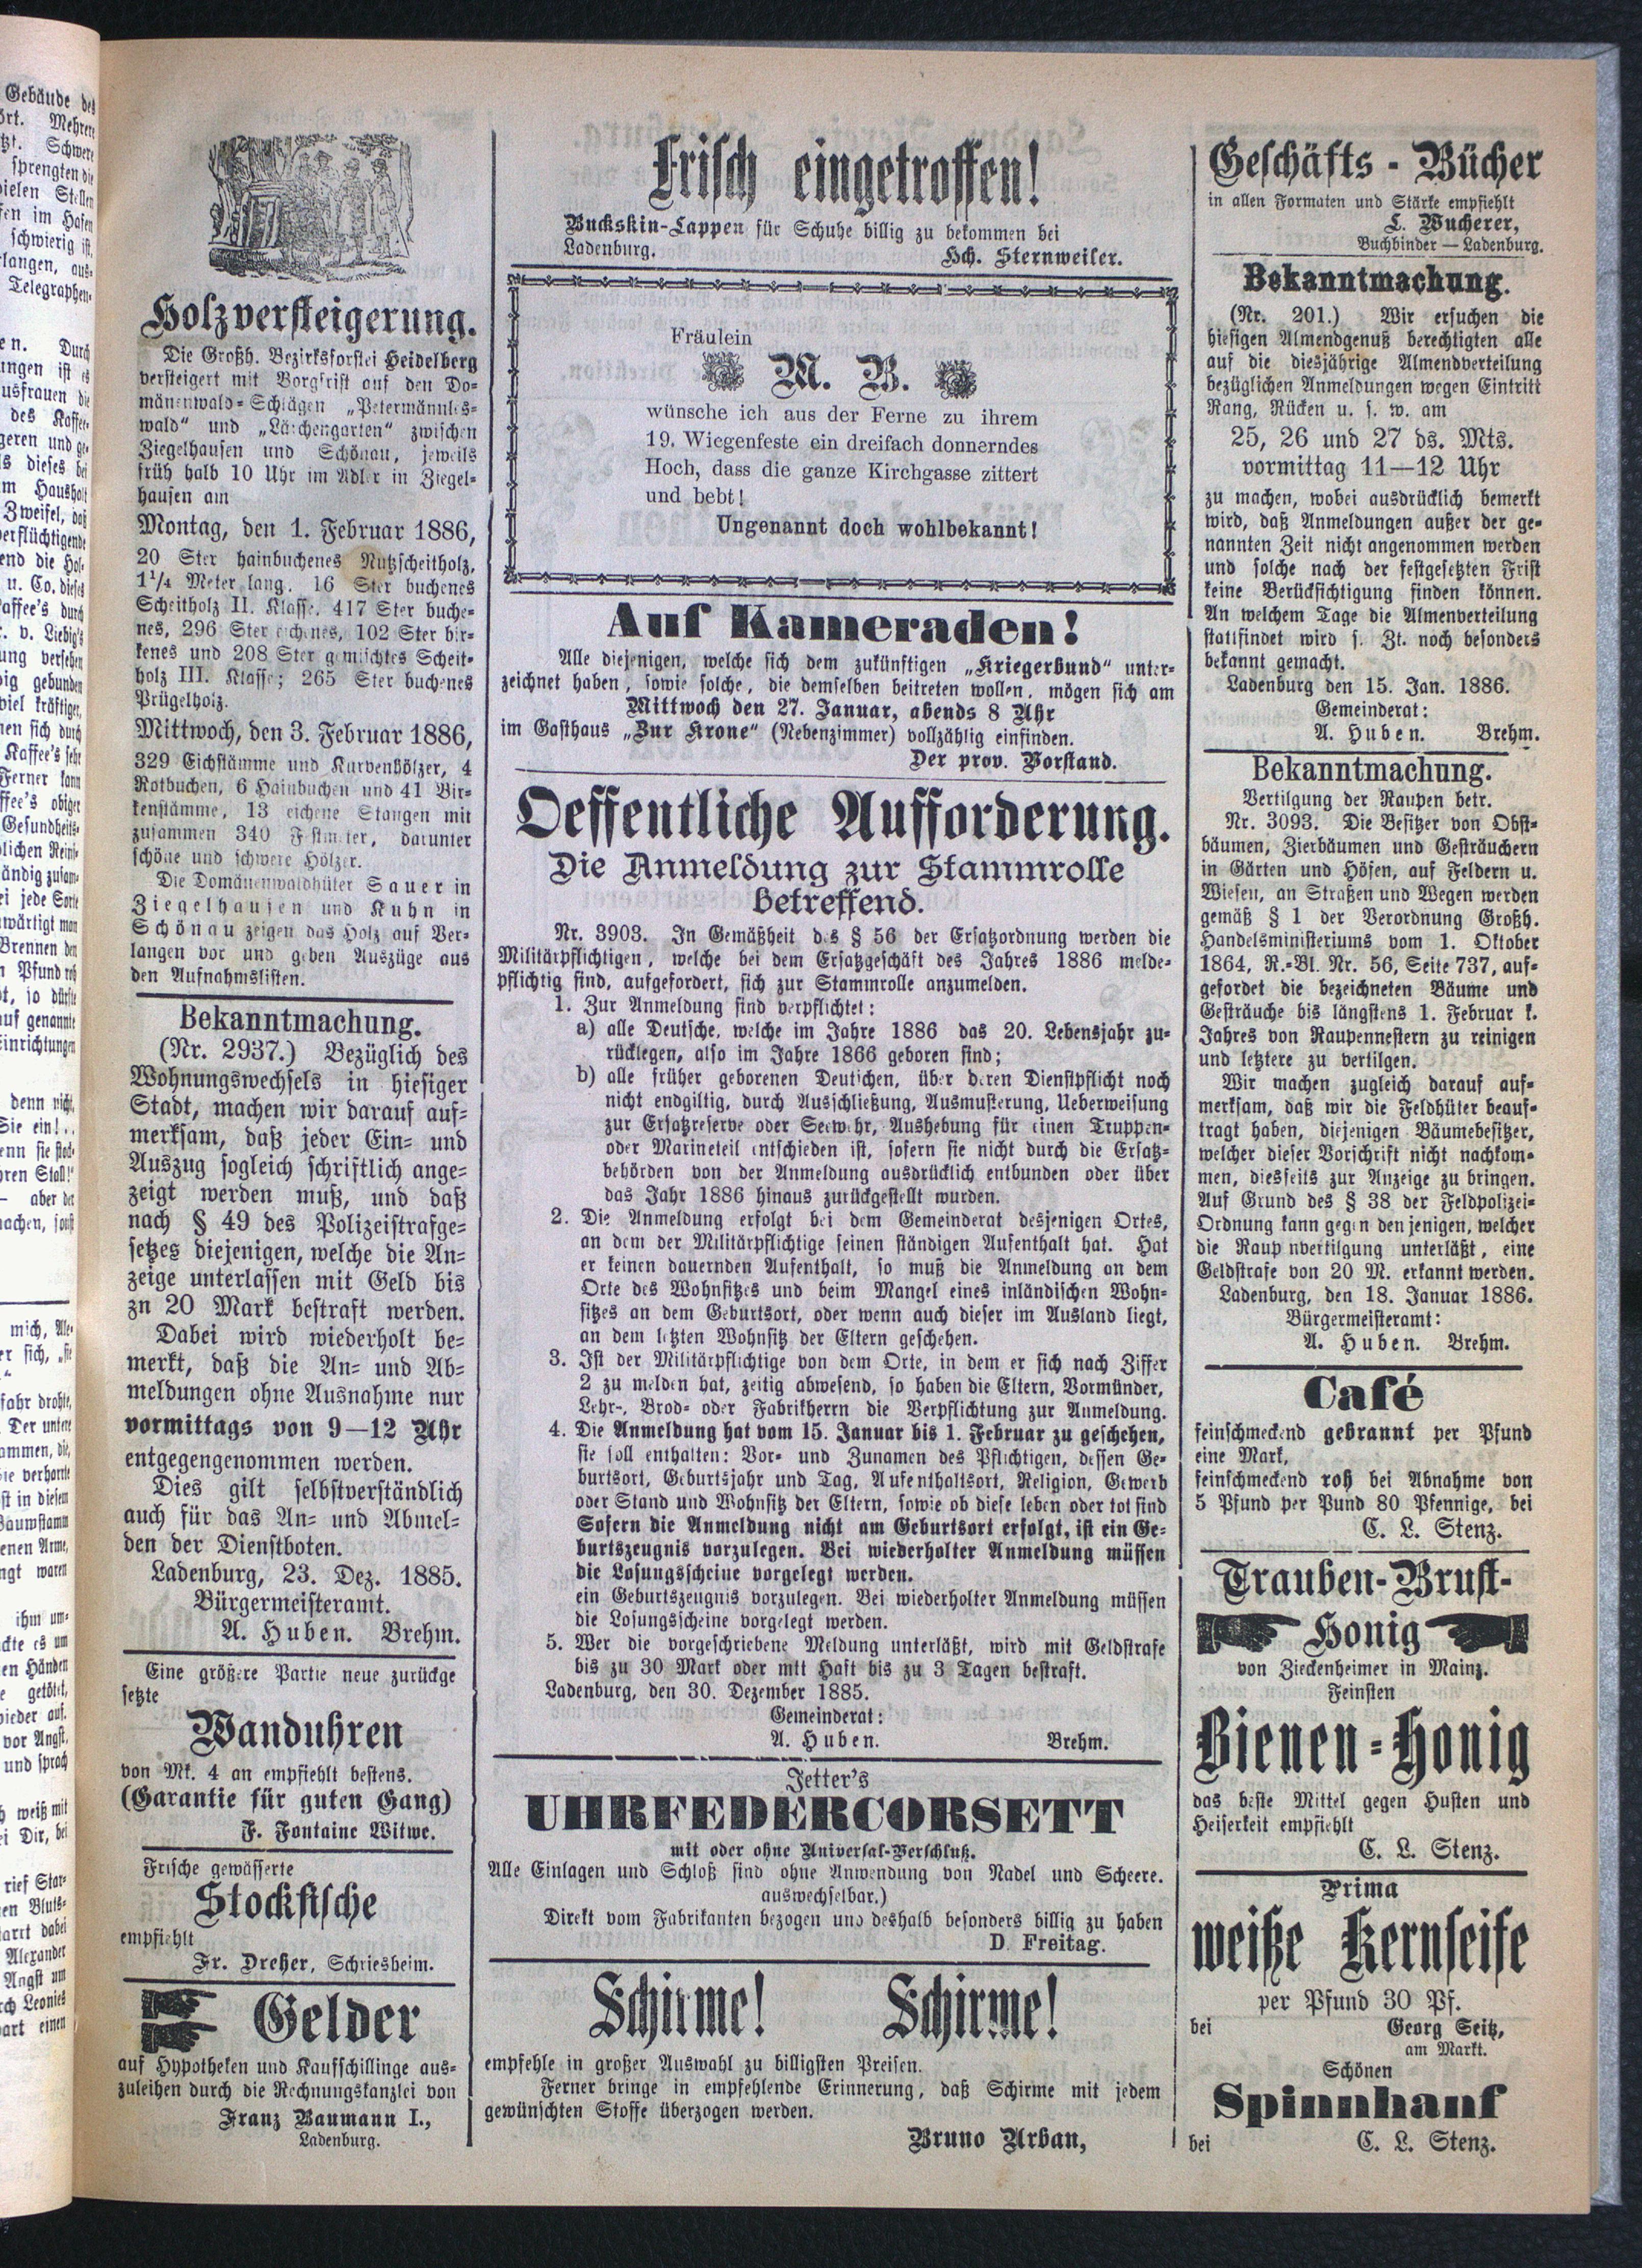 Holzversteigerung.
Die Großh. Bezirksforstei Heidelberg
versteigert mit Borgfrist auf den Do-
mänenwald-Schlägen „Petermännles-
wald“ und „Lärchengarten“ zwischen
Ziegelhausen und Schönau, jeweils
früh halb 10 Uhr im Adler in Ziegel-
hausen am
Montag, den 1. Februar 1886,
20 Ster hainbuchenes Nutzscheitholz,
1¼ Meter lang. 16 Ster buchenes
Scheitholz II. Klasse. 417 Ster buche-
nes, 296 Ster eichenes, 102 Ster bir-
kenes und 208 Ster gemischtes Scheit-
holz III. Klasse; 265 Ster buchenes
Prügelholz.
Mittwoch, den 3. Februar 1886,
329 Eichstämme und Kurvenhölzer, 4
Rotbuchen, 6 Hainbuchen und 41 Bir-
kenstämme, 13 eichene Stangen mit
zusammen 340 Festmeter, darunter
schöne und schwere Hölzer.
Die Domänenwaldhüter Sauer in
Ziegelhausen und Kuhn in
Schönau zeigen das Holz auf Ver-
langen vor und geben Auszüge aus
den Aufnahmslisten.
Bekanntmachung.
(Nr. 2937.) Bezüglich des
Wohnungswechsels in hiesiger
Stadt, machen wir darauf auf-
merksam, daß jeder Ein- und
Auszug sogleich schriftlich ange-
zeigt werden muß, und daß
nach § 49 des Polizeistrafge-
setzes diejenigen, welche die An-
zeige unterlassen mit Geld bis
zn 20 Mark bestraft werden.
Dabei wird wiederholt be-
merkt, daß die An- und Ab-
meldungen ohne Ausnahme nur
vormittags von 9—12 Uhr
entgegengenommen werden.
Dies gilt selbstverständlich
auch für das An- und Abmel-
den der Dienstboten.
Ladenburg, 23. Dez. 1885.
Bürgermeisteramt.
A. Huben. Brehm.
Eine größere Partie neue zurückge
setzte
Wanduhren
von Mk. 4 an empfiehlt bestens.
(Garantie für guten Gang)
F. Fontaine Witwe.
Frische gewässerte
Stockfische
empfiehlt
Fr. Dreher, Schriesheim.
Gelder
auf Hypotheken und Kaufschillinge aus-
zuleihen durch die Rechnungskanzlei von
Franz Baumann I.,
Ladenburg.
Frisch eingetroffen!
Buckskin-Lappen für Schuhe billig zu bekommen bei
Ladenburg. Hch. Sternweiler.
Fräulein
M. B.
wünsche ich aus der Ferne zu ihrem
19. Wiegenfeste ein dreifach donnerndes
Hoch, dass die ganze Kirchgasse zittert
und bebt!
Ungenannt doch wohlbekannt!
Auf Kameraden!
Alle diejenigen, welche sich dem zukünftigen „Kriegerbund“ unter-
zeichnet haben, sowie solche, die demselben beitreten wollen, mögen sich am
Mittwoch den 27. Januar, abends 8 Uhr
im Gasthaus „Zur Krone“ (Nebenzimmer) vollzählig einfinden.
Der prov. Vorstand.
Oeffentliche Aufforderung.
Die Anmeldung zur Stammrolle
betreffend.
Nr. 3903. In Gemäßheit des § 56 der Ersatzordnung werden die
Militärpflichtigen, welche bei dem Ersatzgeschäft des Jahres 1886 melde-
pflichtig sind, aufgefordert, sich zur Stammrolle anzumelden.
1. Zur Anmeldung sind verpflichtet:
a) alle Deutsche, welche im Jahre 1886 das 20. Lebensjahr zu-
rücklegen, also im Jahre 1866 geboren sind;
b) alle früher geborenen Deutschen, über deren Dienstpflicht noch
nicht endgiltig, durch Ausschließung, Ausmusterung, Ueberweisung
zur Ersatzreserve oder Seewehr, Aushebung für einen Truppen-
oder Marineteil entschieden ist, sofern sie nicht durch die Ersatz-
behörden von der Anmeldung ausdrücklich entbunden oder über
das Jahr 1886 hinaus zurückgestellt wurden.
2. Die Anmeldung erfolgt bei dem Gemeinderat desjenigen Ortes,
an dem der Militärpflichtige seinen ständigen Aufenthalt hat. Hat
er keinen dauernden Aufenthalt, so muß die Anmeldung an dem
Orte des Wohnsitzes und beim Mangel eines inländischen Wohn-
sitzes an dem Geburtsort, oder wenn auch dieser im Ausland liegt,
an dem letzten Wohnsitz der Eltern geschehen.
3. Ist der Militärpflichtige von dem Orte, in dem er sich nach Ziffer
2 zu melden hat, zeitig abwesend, so haben die Eltern, Vormünder,
Lehr-, Brod- oder Fabrikherrn die Verpflichtung zur Anmeldung.
4. Die Anmeldung hat vom 15. Januar bis 1. Februar zu geschehen,
sie soll enthalten: Vor- und Zunamen des Pflichtigen, dessen Ge-
burtsort, Geburtsjahr und Tag, Aufenthaltsort, Religion, Gewerb
oder Stand und Wohnsitz der Eltern, sowie ob diese leben oder tot sind
Sofern die Anmeldung nicht am Geburtsort erfolgt, ist ein Ge-
burtszeugnis vorzulegen. Bei wiederholter Anmeldung müssen
die Losungsscheine vorgelegt werden.
ein Geburtszeugnis vorzulegen. Bei wiederholter Anmeldung müssen
die Losungsscheine vorgelegt werden.
5. Wer die vorgeschriebene Meldung unterläßt, wird mit Geldstrafe
bis zu 30 Mark oder mit Haft bis zu 3 Tagen bestraft.
Ladenburg, den 30. Dezember 1885.
Gemeinderat:
A. Huben. Brehm.
Jetter's
UHRFEDERCORSETT
mit oder ohne Universal-Verschluß.
Alle Einlagen und Schloß sind ohne Anwendung von Nadel und Scheere.
auswechselbar.)
Direkt vom Fabrikanten bezogen und deshalb besonders billig zu haben
D. Freitag.
Schirme! Schirme!
empfehle in großer Auswahl zu billigsten Preisen.
Ferner bringe in empfehlende Erinnerung, daß Schirme mit jedem
gewünschten Stoffe überzogen werden.
Bruno Urban,
Geschäfts-Bücher
in allen Formaten und Stärke empfiehlt
L. Wucherer,
Buchbinder — Ladenburg.
Bekanntmachung.
(Nr. 201.) Wir ersuchen die
hiesigen Almendgenuß berechtigten alle
auf die diesjährige Almendverteilung
bezüglichen Anmeldungen wegen Eintritt
Rang, Rücken u. s. w. am
25, 26 und 27 ds. Mts.
vormittag 11—12 Uhr
zu machen, wobei ausdrücklich bemerkt
wird, daß Anmeldungen außer der ge-
nannten Zeit nicht angenommen werden
und solche nach der festgesetzten Frist
keine Berücksichtigung finden können.
An welchem Tage die Almenverteilung
stattfindet wird s. Zt. noch besonders
bekannt gemacht.
Ladenburg den 15. Jan. 1886.
Gemeinderat:
A. Huben. Brehm.
Bekanntmachung.
Vertilgung der Raupen betr.
Nr. 3093. Die Besitzer von Obst-
bäumen, Zierbäumen und Gesträuchern
in Gärten und Höfen, auf Feldern u.
Wiesen, an Straßen und Wegen werden
gemäß § 1 der Verordnung Großh.
Handelsministeriums vom 1. Oktober
1864, R.-Bl. Nr. 56, Seite 737, auf-
gefordet die bezeichneten Bäume und
Gesträuche bis längstens 1. Februar k.
Jahres von Raupennestern zu reinigen
und letztere zu vertilgen.
Wir machen zugleich darauf auf-
merksam, daß wir die Feldhüter beauf-
tragt haben, diejenigen Bäumebesitzer,
welcher dieser Vorschrift nicht nachkom-
men, diesseits zur Anzeige zu bringen.
Auf Grund des § 38 der Feldpolizei-
Ordnung kann gegen denjenigen, welcher
die Raup nvertilgung unterläßt, eine
Geldstrafe von 20 M. erkannt werden.
Ladenburg, den 18. Januar 1886.
Bürgermeisteramt:
A. Huben. Brehm.
Café
feinschmeckend gebrannt per Pfund
eine Mark,
feinschmeckend roh bei Abnahme von
5 Pfund per Pund 80 Pfennige, bei
C. L. Stenz.
Trauben-Brust-
Honig
von Zieckenheimer in Mainz.
Feinsten
Bienen-Honig
das beste Mittel gegen Husten und
Heiserkeit empfiehlt
C. L. Stenz.
Prima
weiße Kernseife
per Pfund 30 Pf.
bei Georg Seitz,
am Markt.
Schönen
Spinnhanf
bei C. L. Stenz.